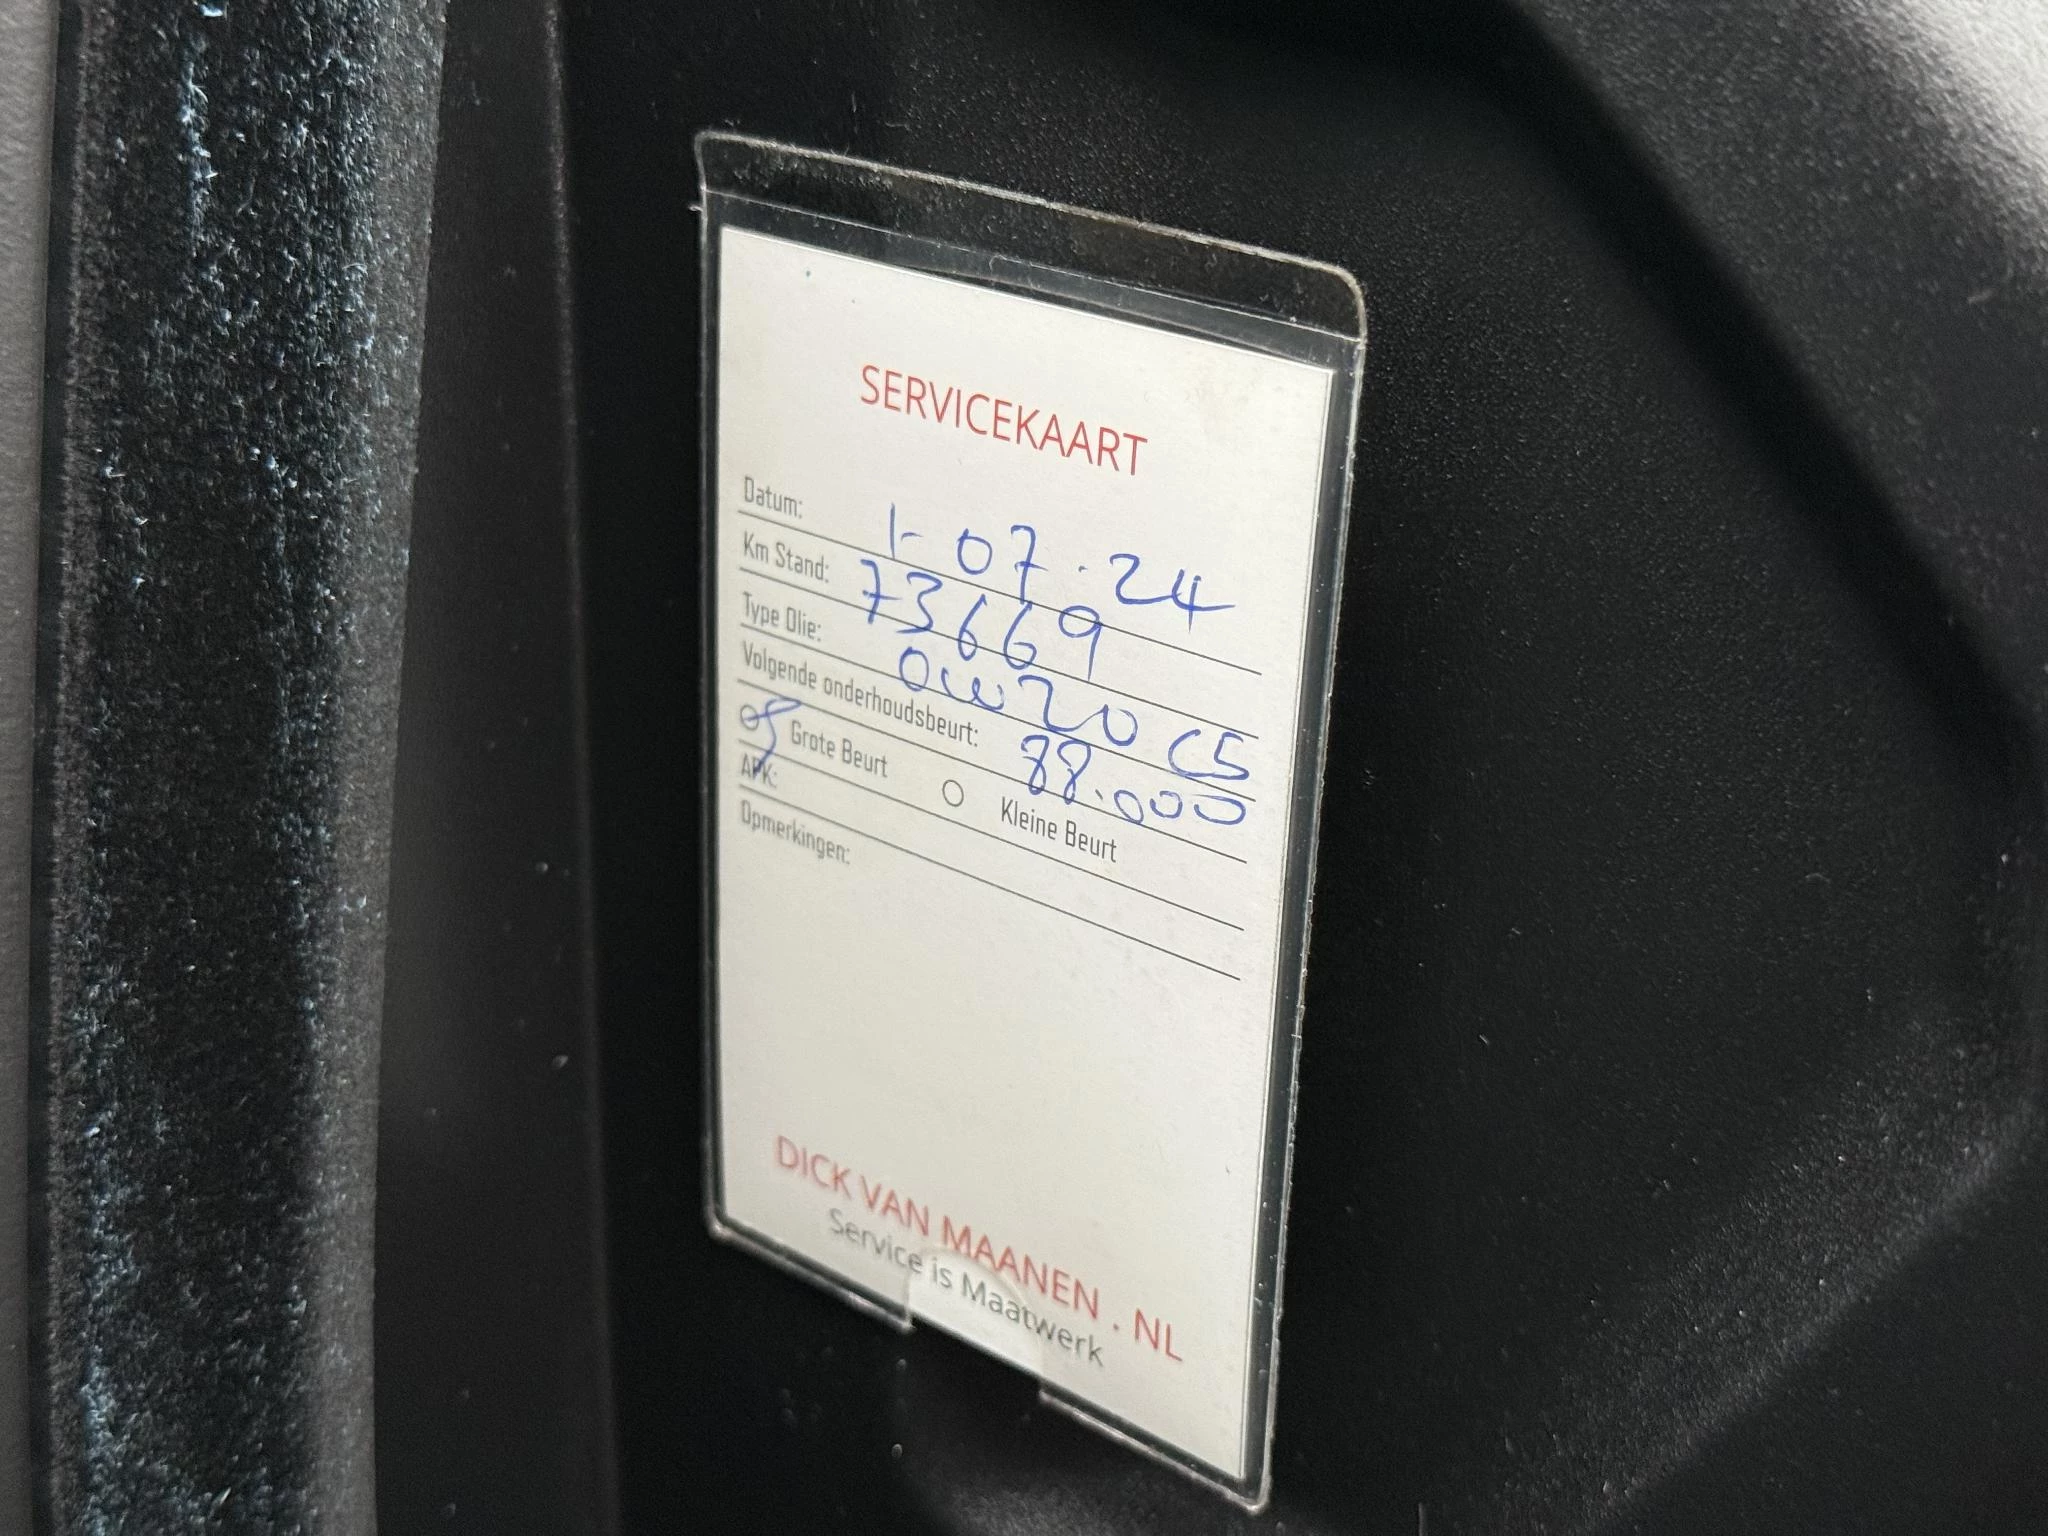 SERVICEKAART
Datum: 1-07.24
Km Stand: 73669
Type Olie: 0w20 C5
Volgende onderhoudsbeurt: 88.000
Grote Beurt Kleine Beurt
APK:
Opmerkingen:
DICK VAN MAANEN . NL
Service is Maatwerk